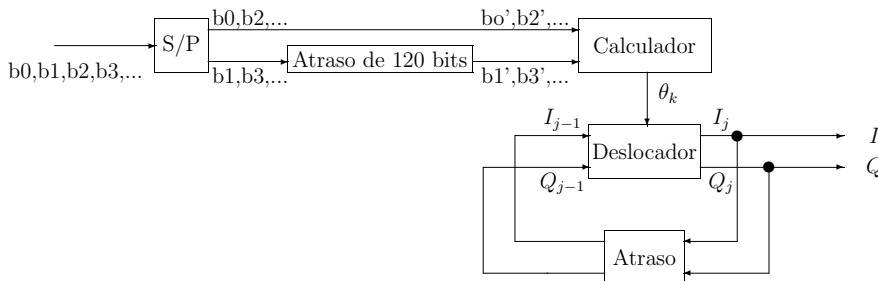 b0,b2,...
bo',b2',...
S/P
Calculador
b0,b1,b2,b3,...
b1,b3,...
Atraso de 120 bits
b1',b3',...
θ_k
I_{j−1}
I_j
I
Deslocador
Q_{j−1}
Q_j
Q
Atraso